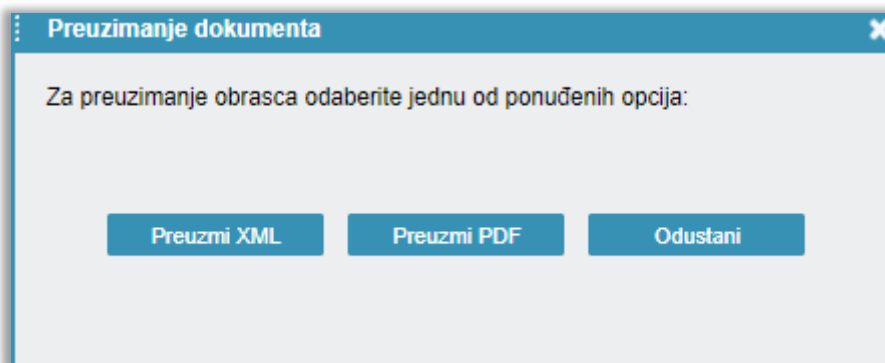 Preuzimanje dokumenta
Za preuzimanje obrasca odaberite jednu od ponuđenih opcija:
Preuzmi XML Preuzmi PDF Odustani